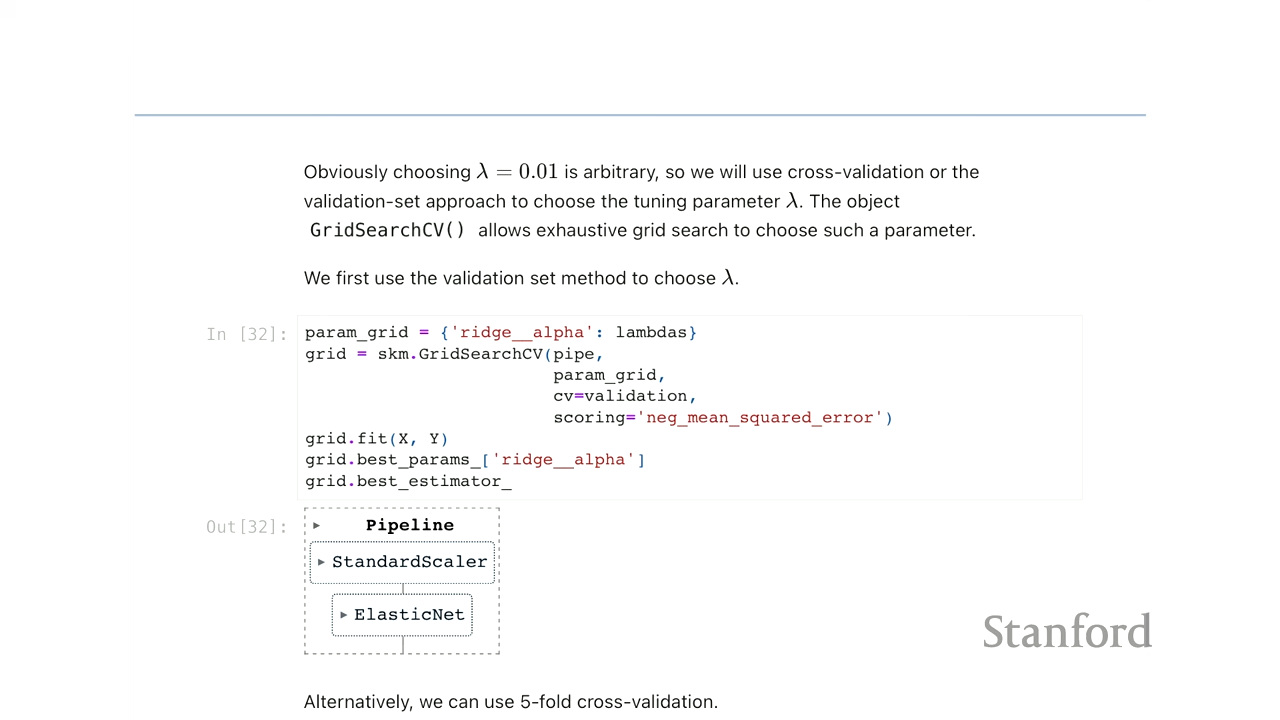 Obviously choosing λ = 0.01 is arbitrary, so we will use cross-validation or the
validation-set approach to choose the tuning parameter λ. The object
GridSearchCV() allows exhaustive grid search to choose such a parameter.
We first use the validation set method to choose λ.
In [32]:
param_grid = {'ridge__alpha': lambdas}
grid = skm.GridSearchCV(pipe,
param_grid,
cv=validation,
scoring='neg_mean_squared_error')
grid.fit(X, Y)
grid.best_params_['ridge__alpha']
grid.best_estimator_
Out[32]:
▸ Pipeline
▸ StandardScaler
▸ ElasticNet
Stanford
Alternatively, we can use 5-fold cross-validation.